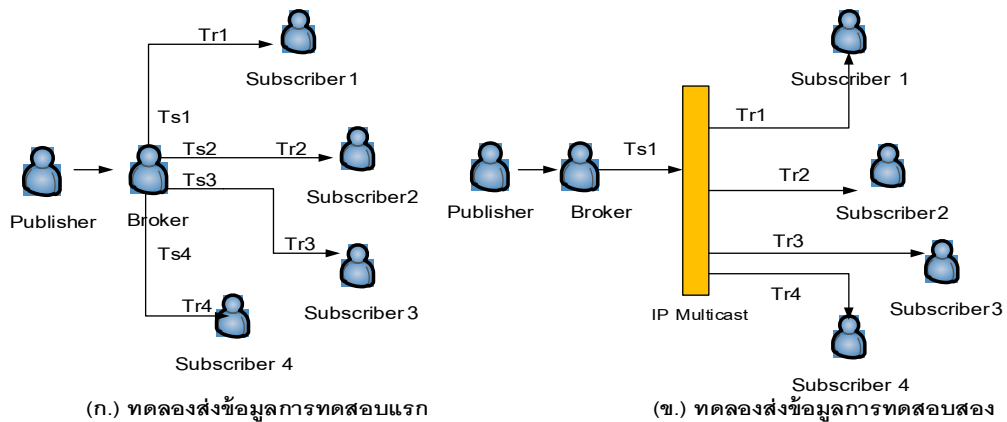 Tr1
Subscriber 1
Ts1
Ts2
Tr2
Ts3
Subscriber2
Publisher
Broker
Ts4
Tr3
Tr4
Subscriber 3
Subscriber 4
(ก.) ทดลองส่งข้อมูลการทดสอบแรก
Subscriber 1
Tr1
Ts1
Tr2
Publisher
Broker
Subscriber2
Tr3
Tr4
Subscriber3
IP Multicast
Subscriber 4
(ข.) ทดลองส่งข้อมูลการทดสอบสอง